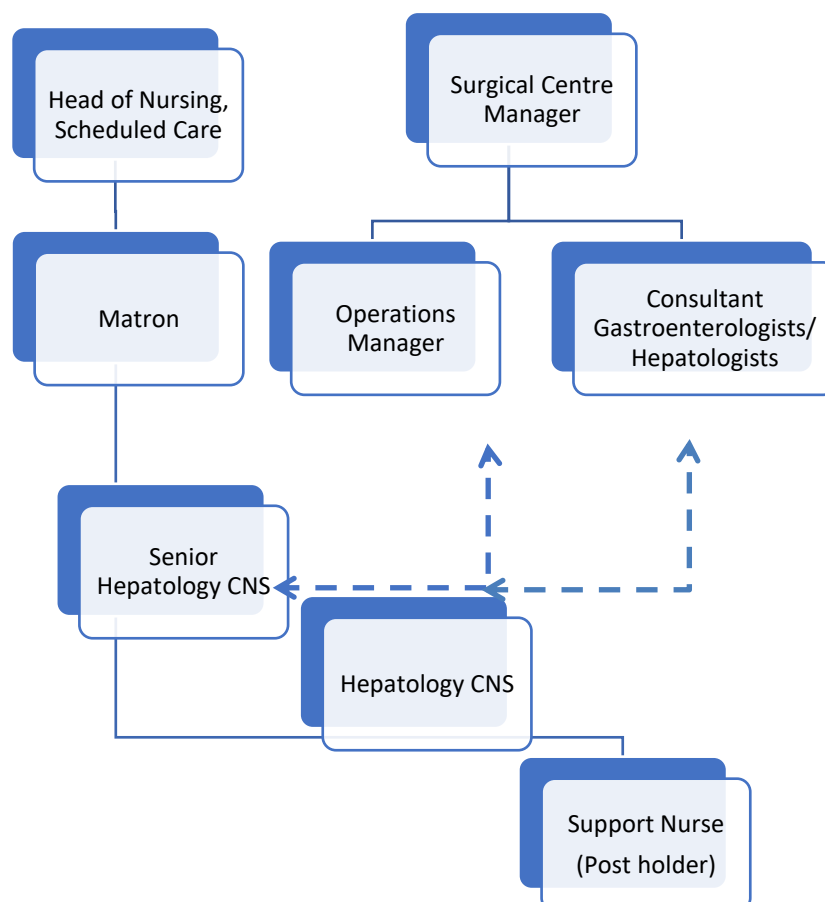 Head of Nursing,
Scheduled Care
Surgical Centre
Manager
Matron
Operations
Manager
Consultant
Gastroenterologists/
Hepatologists
Senior
Hepatology CNS
Hepatology CNS
Support Nurse
(Post holder)